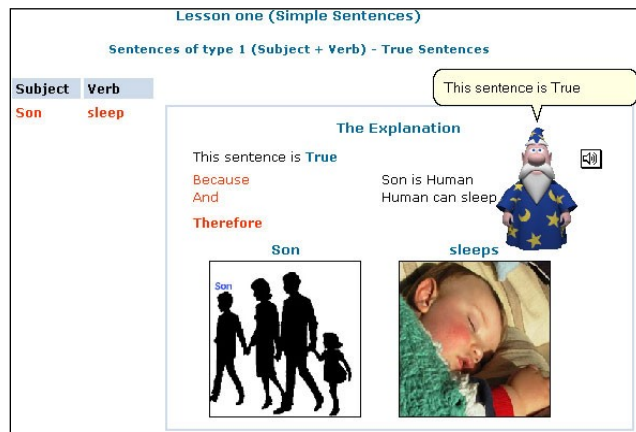 Lesson one (Simple Sentences)
Sentences of type 1 (Subject + Verb) - True Sentences
Subject Verb
Son sleep
This sentence is True
The Explanation
This sentence is True
Because Son is Human
And Human can sleep
Therefore
Son sleeps
Son